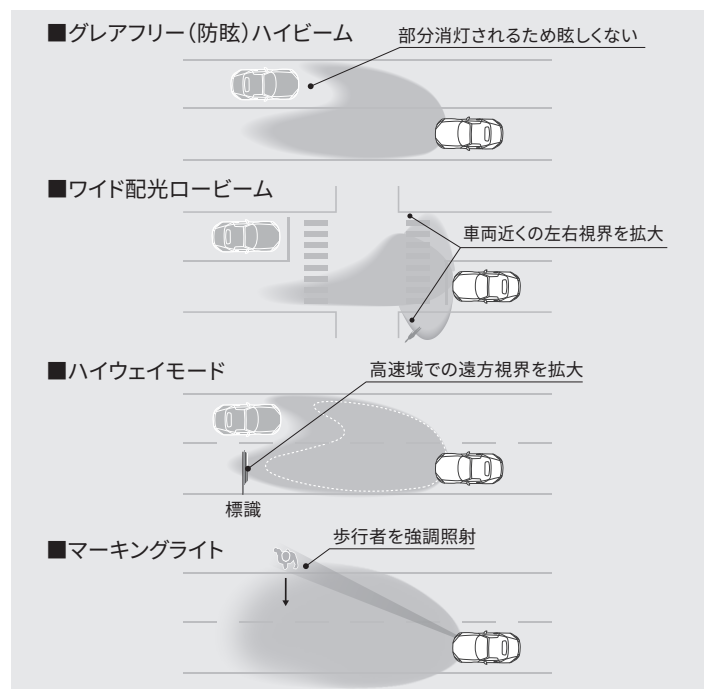 ■グレアフリー（防眩）ハイビーム
部分消灯されるため眩しくない
■ワイド配光ロービーム
車両近くの左右視界を拡大
■ハイウェイモード
高速域での遠方視界を拡大
標識
■マーキングライト
歩行者を強調照射